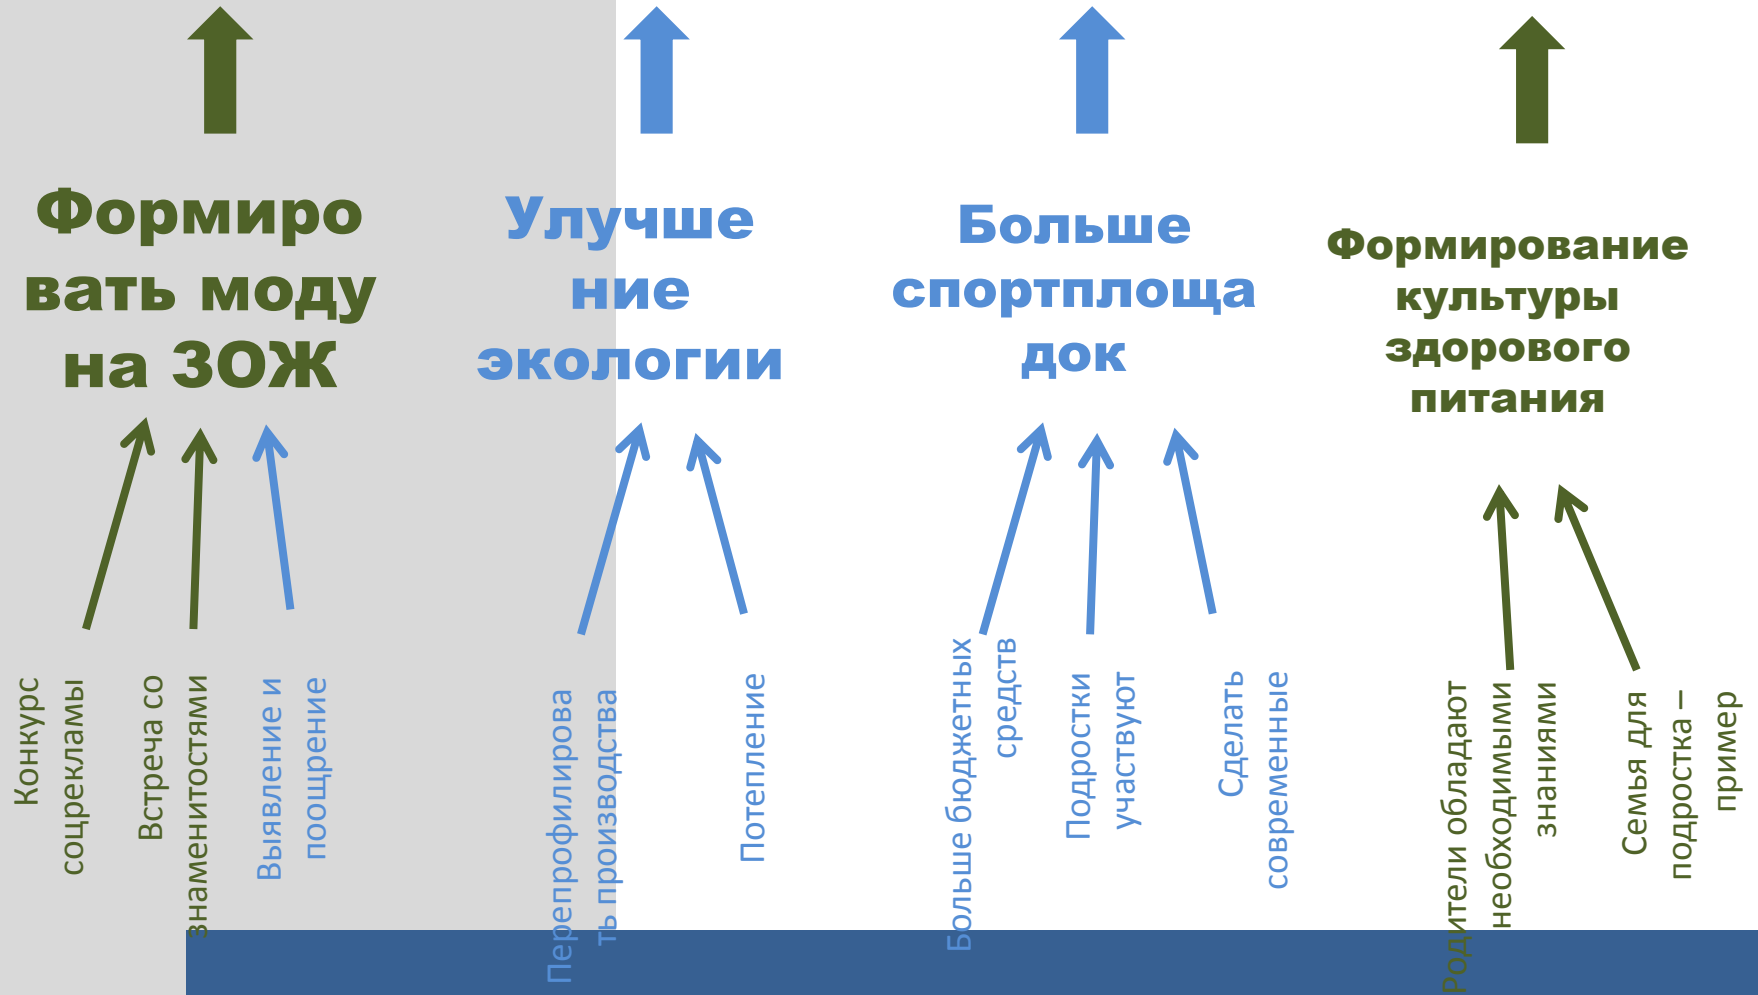 Формиро
вать моду
на ЗОЖ
Улучше
ние
экологии
Больше
спортплоща
док
Формирование
культуры
здорового
питания
Конкурс
соцрекламы
Встреча со
знаменитостями
Выявление и
поощрение
Перепрофилирова
ть производства
Потепление
Больше бюджетных
средств
Подростки
участвуют
Сделать
современные
Родители обладают
необходимыми
знаниями
Семья для
подростка –
пример